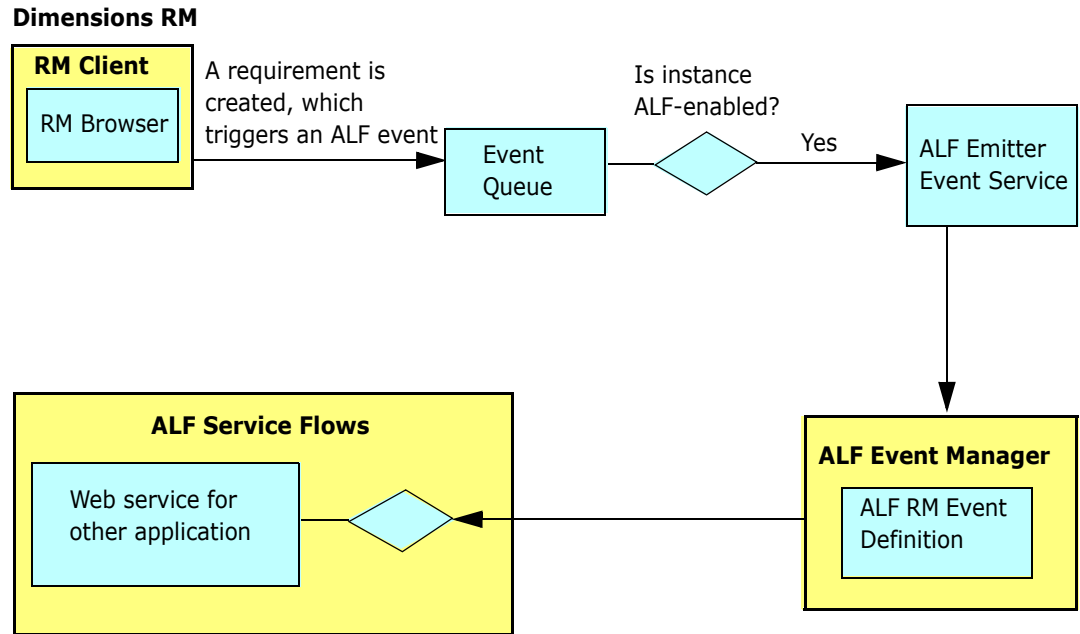 Dimensions RM
RM Client
RM Browser
A requirement is
created, which
triggers an ALF event
Event
Queue
Is instance
ALF-enabled?
Yes
ALF Emitter
Event Service
ALF Service Flows
Web service for
other application
ALF Event Manager
ALF RM Event
Definition